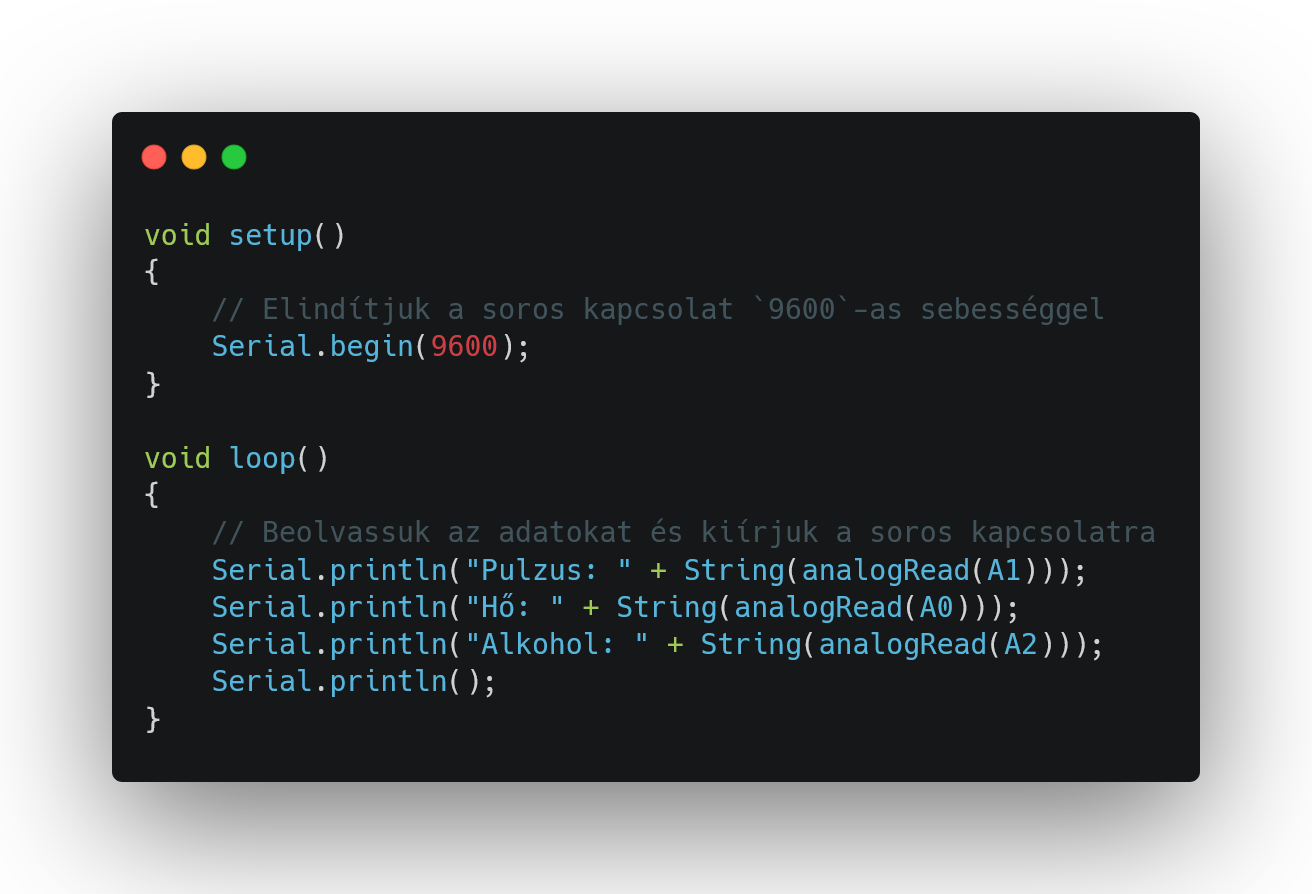 void setup()
{
    // Elindítjuk a soros kapcsolat `9600`-as sebességgel
    Serial.begin(9600);
}

void loop()
{
    // Beolvassuk az adatokat és kiírjuk a soros kapcsolatra
    Serial.println("Pulzus: " + String(analogRead(A1)));
    Serial.println("Hő: " + String(analogRead(A0)));
    Serial.println("Alkohol: " + String(analogRead(A2)));
    Serial.println();
}